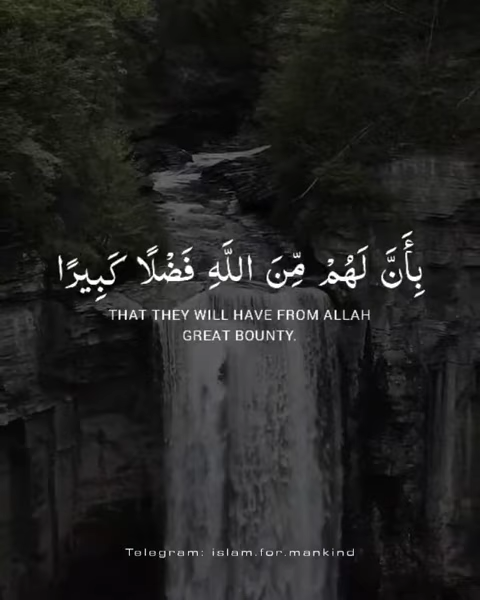 بِأَنَّ لَهُمْ مِّنَ اللَّهِ فَضْلًا كَبِيرًا
THAT THEY WILL HAVE FROM ALLAH
GREAT BOUNTY.
Telegram: islam.for.mankind